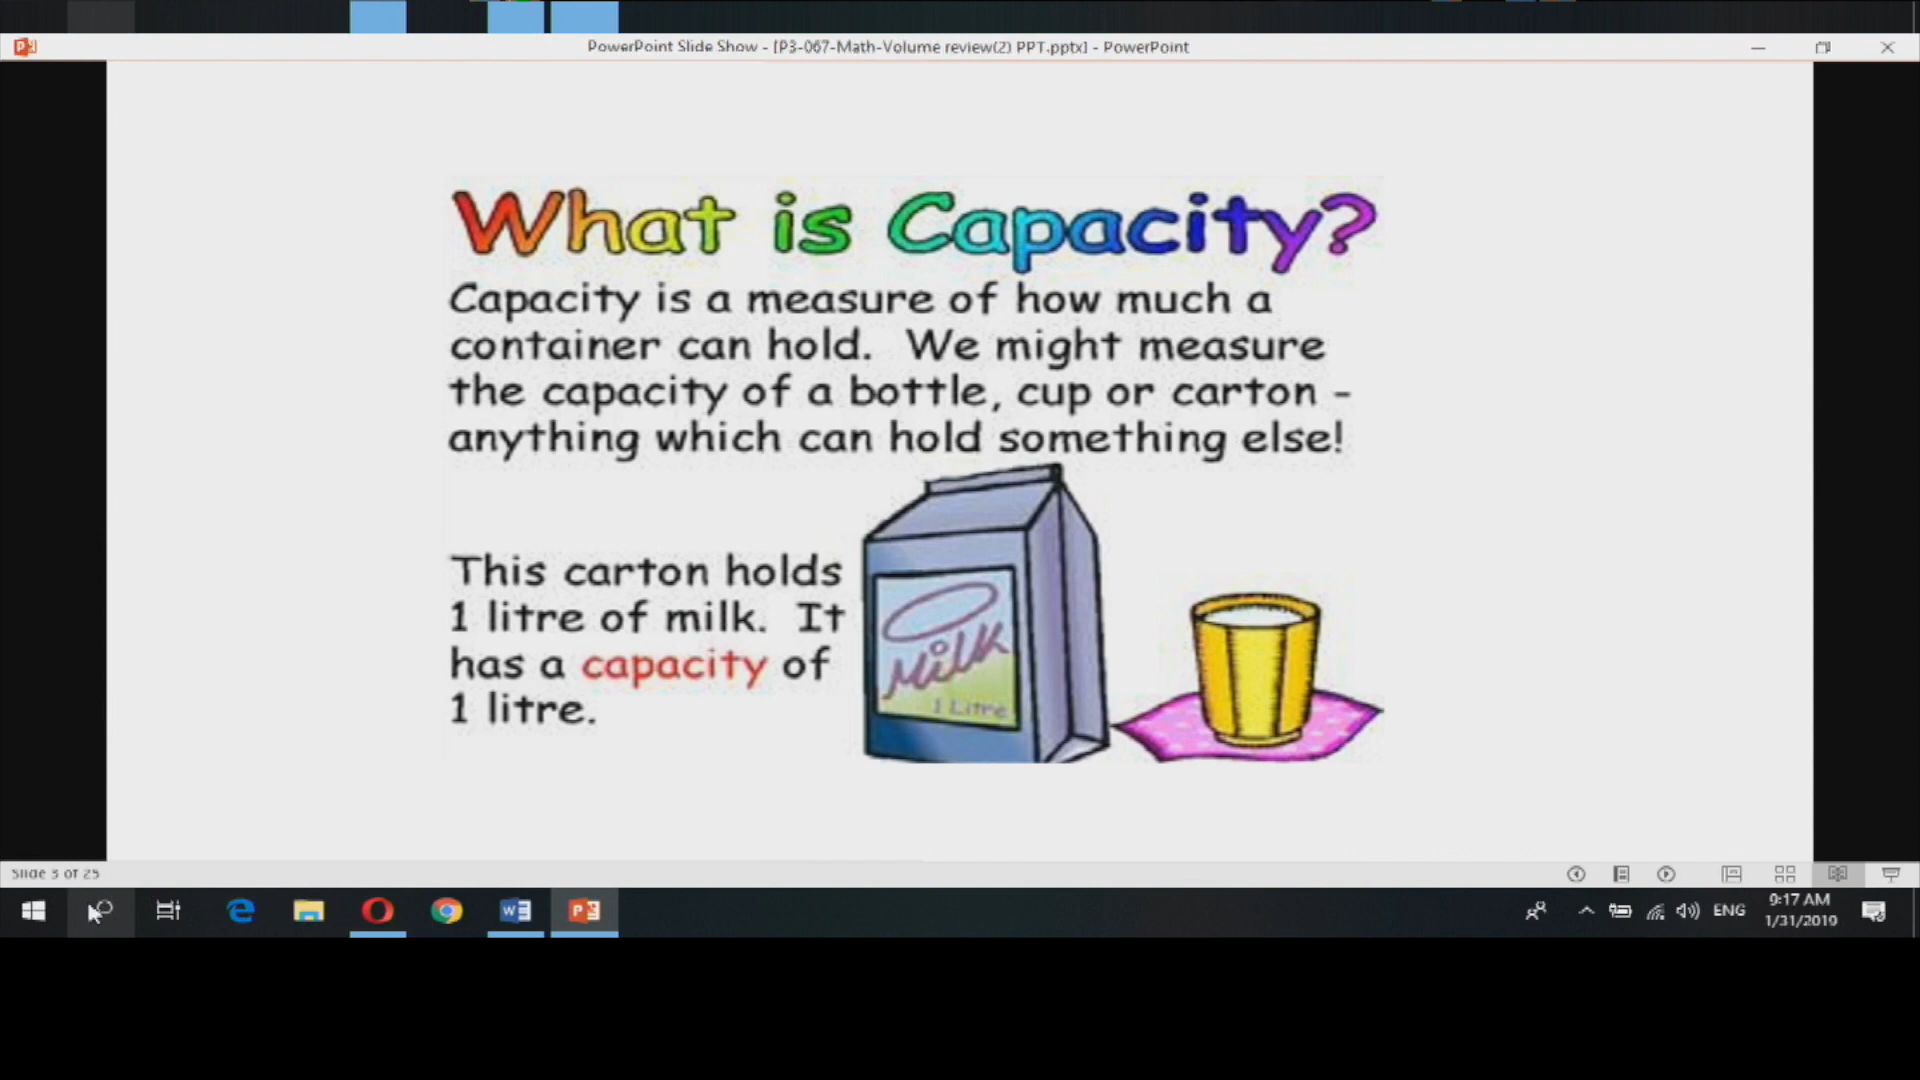 PowerPoint Slide Show - [P3-067-Math-Volume review(2) PPT.pptx] - PowerPoint
What is Capacity?
Capacity is a measure of how much a
container can hold. We might measure
the capacity of a bottle, cup or carton -
anything which can hold something else!
This carton holds
1 litre of milk. It
has a capacity of
1 litre.
Milk
1 Litre
Slide 3 of 25
ENG
9:17 AM
1/31/2019